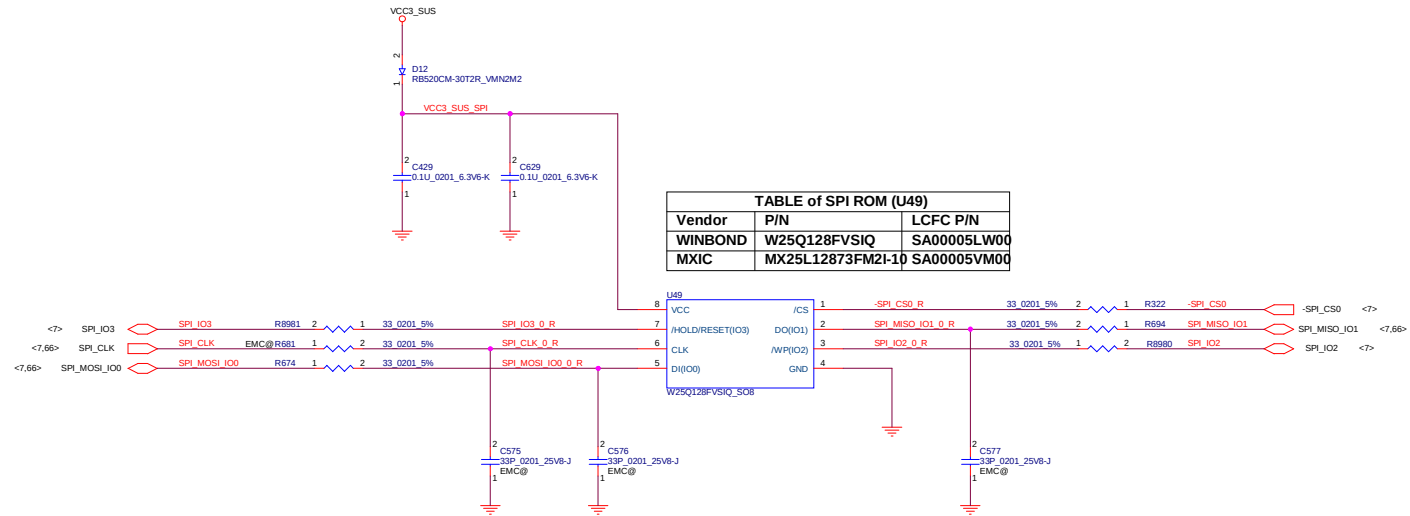 VCC3_SUS
2
D12
RB520CM-30T2R_VMN2M2
1
VCC3_SUS_SPI
2
C429
0.1U_0201_6.3V6-K
1
2
C629
0.1U_0201_6.3V6-K
1
TABLE of SPI ROM (U49)
Vendor P/N LCFC P/N
WINBOND W25Q128FVSIQ SA00005LW00
MXIC MX25L12873FM2I-10 SA00005VM00
U49
8 VCC /CS 1 -SPI_CS0_R 33_0201_5% 2 1 R322 -SPI_CS0 -SPI_CS0 <7>
<7> SPI_IO3 SPI_IO3 R8981 2 1 33_0201_5% SPI_IO3_0_R 7 /HOLD/RESET(IO3) DO(IO1) 2 SPI_MISO_IO1_0_R 33_0201_5% 2 1 R694 SPI_MISO_IO1 SPI_MISO_IO1 <7,66>
<7,66> SPI_CLK SPI_CLK EMC@R681 1 2 33_0201_5% SPI_CLK_0_R 6 CLK /WP(IO2) 3 SPI_IO2_0_R 33_0201_5% 1 2 R8980 SPI_IO2 SPI_IO2 <7>
<7,66> SPI_MOSI_IO0 SPI_MOSI_IO0 R674 1 2 33_0201_5% SPI_MOSI_IO0_0_R 5 DI(IO0) GND 4
W25Q128FVSIQ_SO8
2
C575
33P_0201_25V8-J
EMC@
1
2
C576
33P_0201_25V8-J
EMC@
1
2
C577
33P_0201_25V8-J
EMC@
1